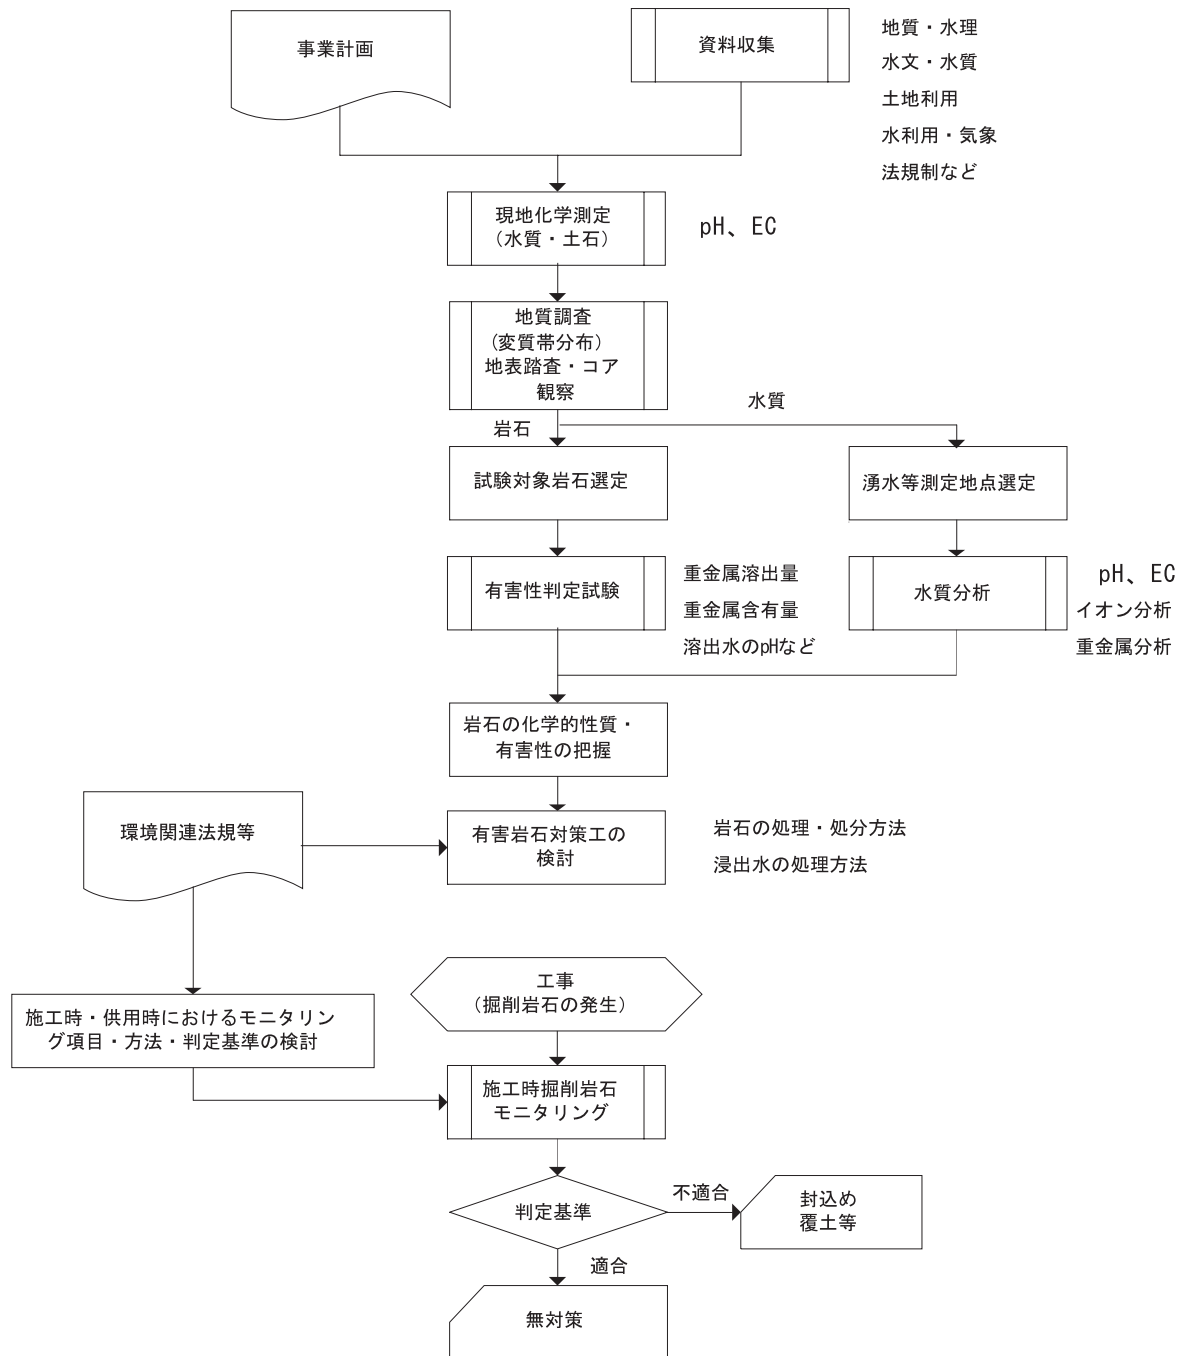 事業計画
資料収集
地質・水理
水文・水質
土地利用
水利用・気象
法規制など
現地化学測定
（水質・土石）
pH、EC
地質調査
(変質帯分布)
地表踏査・コア
観察
水質
岩石
試験対象岩石選定
湧水等測定地点選定
有害性判定試験
重金属溶出量
重金属含有量
溶出水のpHなど
水質分析
pH、EC
イオン分析
重金属分析
岩石の化学的性質・
有害性の把握
環境関連法規等
有害岩石対策工の
検討
岩石の処理・処分方法
浸出水の処理方法
工事
（掘削岩石の発生）
施工時・供用時におけるモニタリン
グ項目・方法・判定基準の検討
施工時掘削岩石
モニタリング
判定基準
不適合
封込め
覆土等
適合
無対策